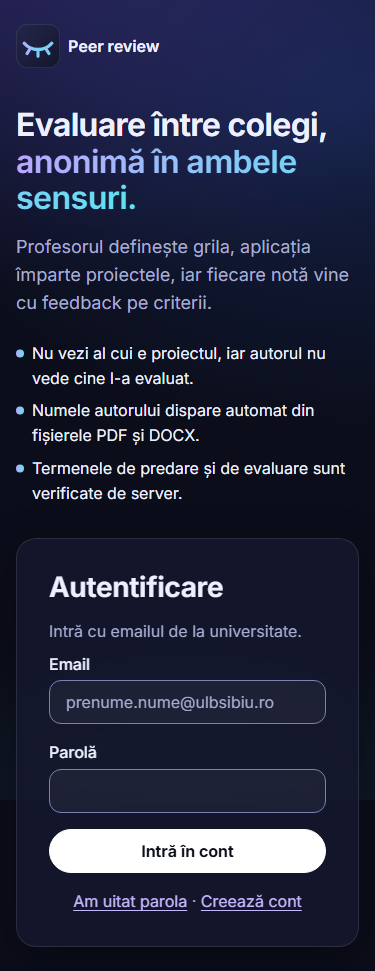 Peer review
Evaluare între colegi,
anonimă în ambele
sensuri.
Profesorul definește grila, aplicația
împarte proiectele, iar fiecare notă vine
cu feedback pe criterii.
Nu vezi al cui e proiectul, iar autorul nu
vede cine l-a evaluat.
Numele autorului dispare automat din
fișierele PDF și DOCX.
Termenele de predare și de evaluare sunt
verificate de server.
Autentificare
Intră cu emailul de la universitate.
Email
prenume.nume@ulbsibiu.ro
Parolă
Intră în cont
Am uitat parola · Creează cont